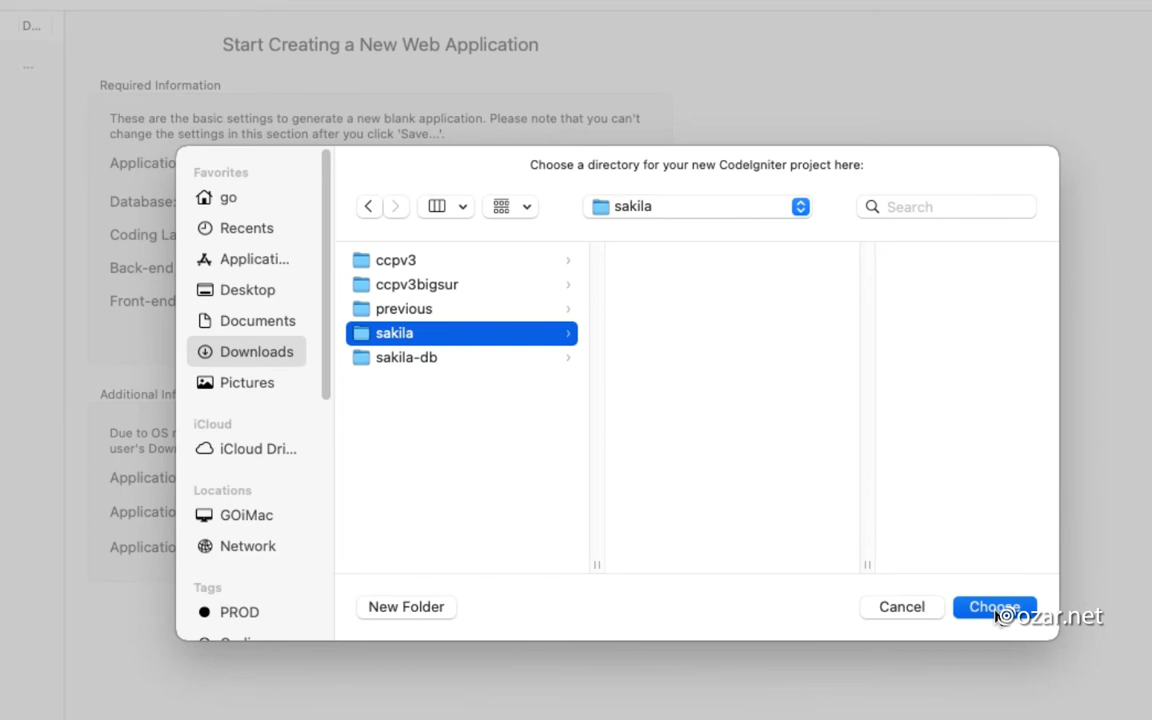 D...
...
Start Creating a New Web Application
Required Information
These are the basic settings to generate a new blank application. Please note that you can't
change the settings in this section after you click 'Save...'.
Applicatio
Database:
Coding La
Back-end
Front-end
Additional Inf
Due to OS r
user's Down
Applicatio
Applicatio
Applicatio
Choose a directory for your new CodeIgniter project here:
sakila
Search
Favorites
go
Recents
Applicati...
Desktop
Documents
Downloads
Pictures
iCloud
iCloud Dri...
Locations
GOiMac
Network
Tags
PROD
ccpv3
ccpv3bigsur
previous
sakila
sakila-db
New Folder
Cancel
Choose
ozar.net